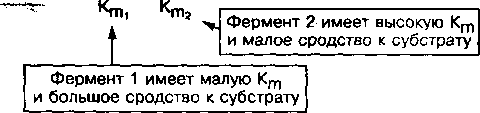 Km1 Km2
Фермент 2 имеет высокую Km
и малое сродство к субстрату
Фермент 1 имеет малую Km
и большое сродство к субстрату